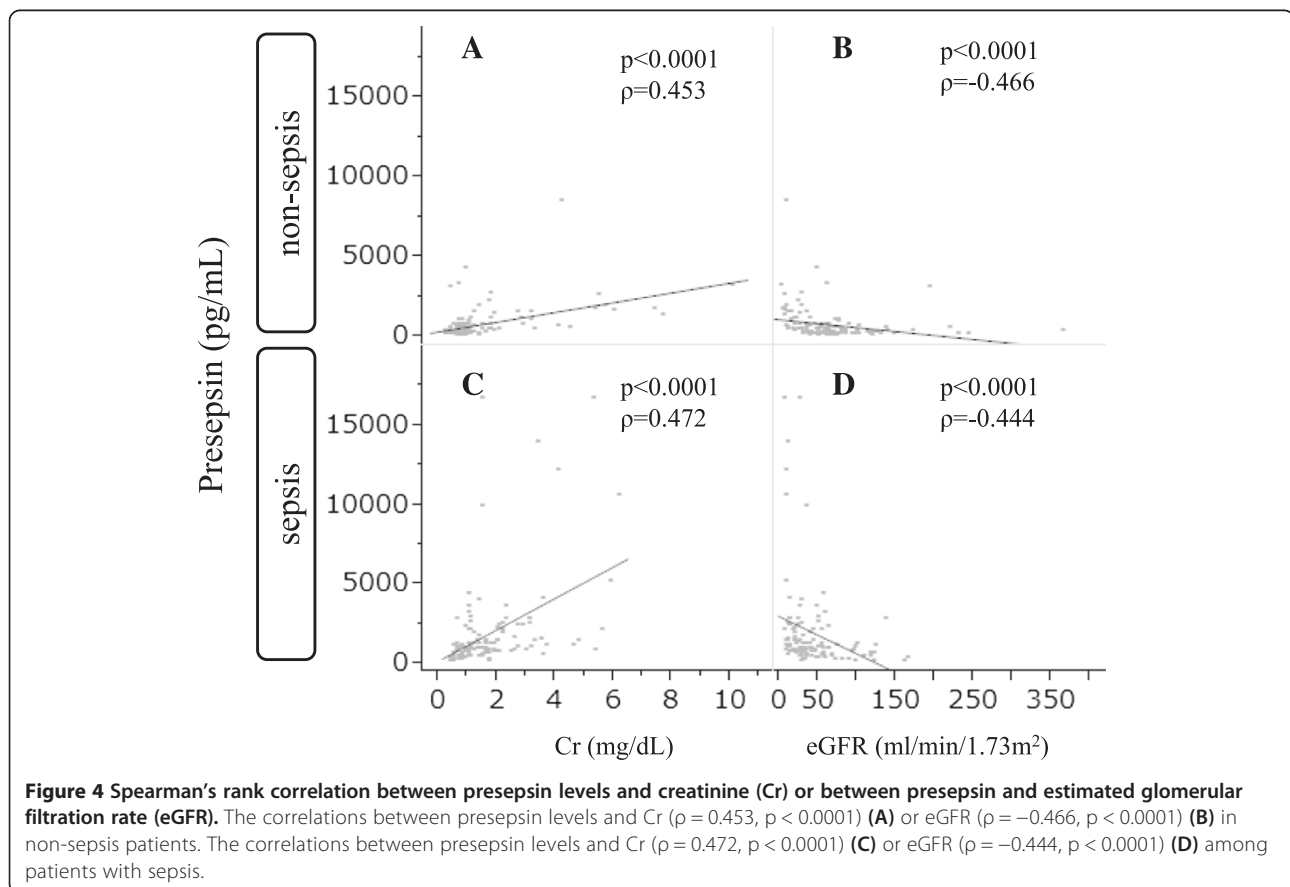 A
p<0.0001
ρ=0.453
B
p<0.0001
ρ=-0.466
non-sepsis
15000
10000
5000
0
Presepsin (pg/mL)
C
p<0.0001
ρ=0.472
D
p<0.0001
ρ=-0.444
sepsis
15000
10000
5000
0
0 2 4 6 8 10
0 50 150 250 350
Cr (mg/dL)
eGFR (ml/min/1.73m²)
Figure 4 Spearman's rank correlation between presepsin levels and creatinine (Cr) or between presepsin and estimated glomerular
filtration rate (eGFR). The correlations between presepsin levels and Cr (ρ = 0.453, p < 0.0001) (A) or eGFR (ρ = −0.466, p < 0.0001) (B) in
non-sepsis patients. The correlations between presepsin levels and Cr (ρ = 0.472, p < 0.0001) (C) or eGFR (ρ = −0.444, p < 0.0001) (D) among
patients with sepsis.